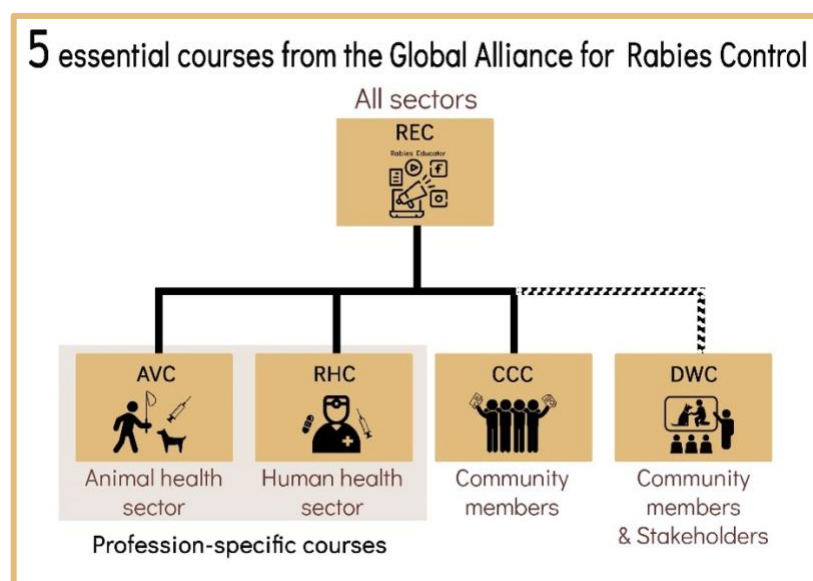 5 essential courses from the Global Alliance for Rabies Control
All sectors
REC
Rabies Educator
AVC
RHC
CCC
DWC
Animal health
sector
Human health
sector
Community
members
Community
members
& Stakeholders
Profession-specific courses